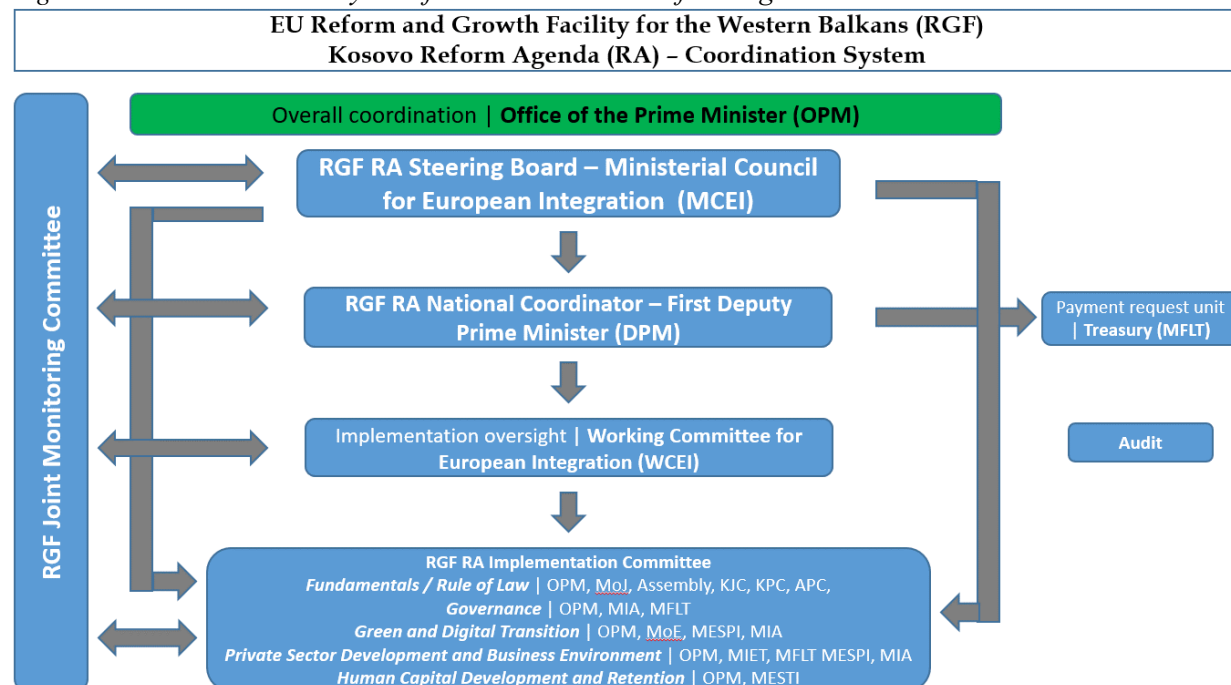 EU Reform and Growth Facility for the Western Balkans (RGF)
Kosovo Reform Agenda (RA) – Coordination System
RGF Joint Monitoring Committee
Overall coordination | Office of the Prime Minister (OPM)
RGF RA Steering Board – Ministerial Council
for European Integration (MCEI)
RGF RA National Coordinator – First Deputy
Prime Minister (DPM)
Payment request unit
| Treasury (MFLT)
Implementation oversight | Working Committee for
European Integration (WCEI)
Audit
RGF RA Implementation Committee
Fundamentals / Rule of Law | OPM, MoJ, Assembly, KJC, KPC, APC,
Governance | OPM, MIA, MFLT
Green and Digital Transition | OPM, MoE, MESPI, MIA
Private Sector Development and Business Environment | OPM, MIET, MFLT MESPI, MIA
Human Capital Development and Retention | OPM, MESTI